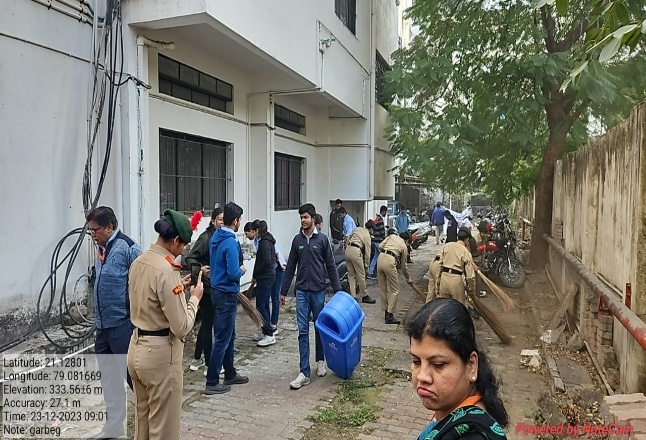 Latitude: 21.12801
Longitude: 79.081669
Elevation: 333.56±6 m
Accuracy: 27.1 m
Time: 23-12-2023 09:01
Note: garbeg
Powered by NoteCam